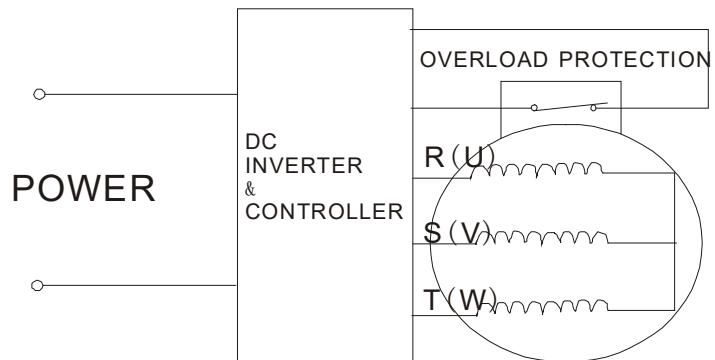 OVERLOAD PROTECTION
DC
INVERTER
&
CONTROLLER
POWER
R(U)
S(V)
T(W)